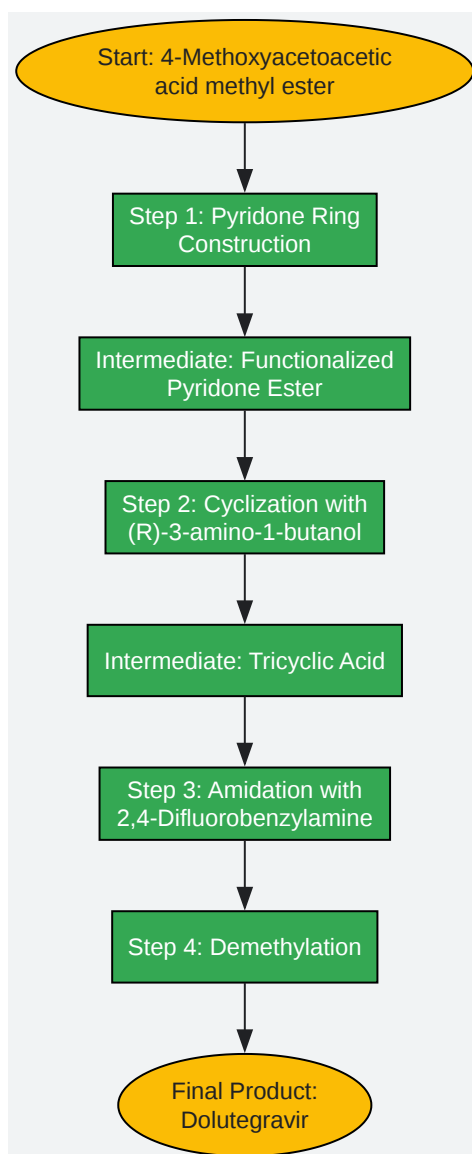 Start: 4-Methoxyacetoacetic
acid methyl ester
Step 1: Pyridone Ring
Construction
Intermediate: Functionalized
Pyridone Ester
Step 2: Cyclization with
(R)-3-amino-1-butanol
Intermediate: Tricyclic Acid
Step 3: Amidation with
2,4-Difluorobenzylamine
Step 4: Demethylation
Final Product:
Dolutegravir